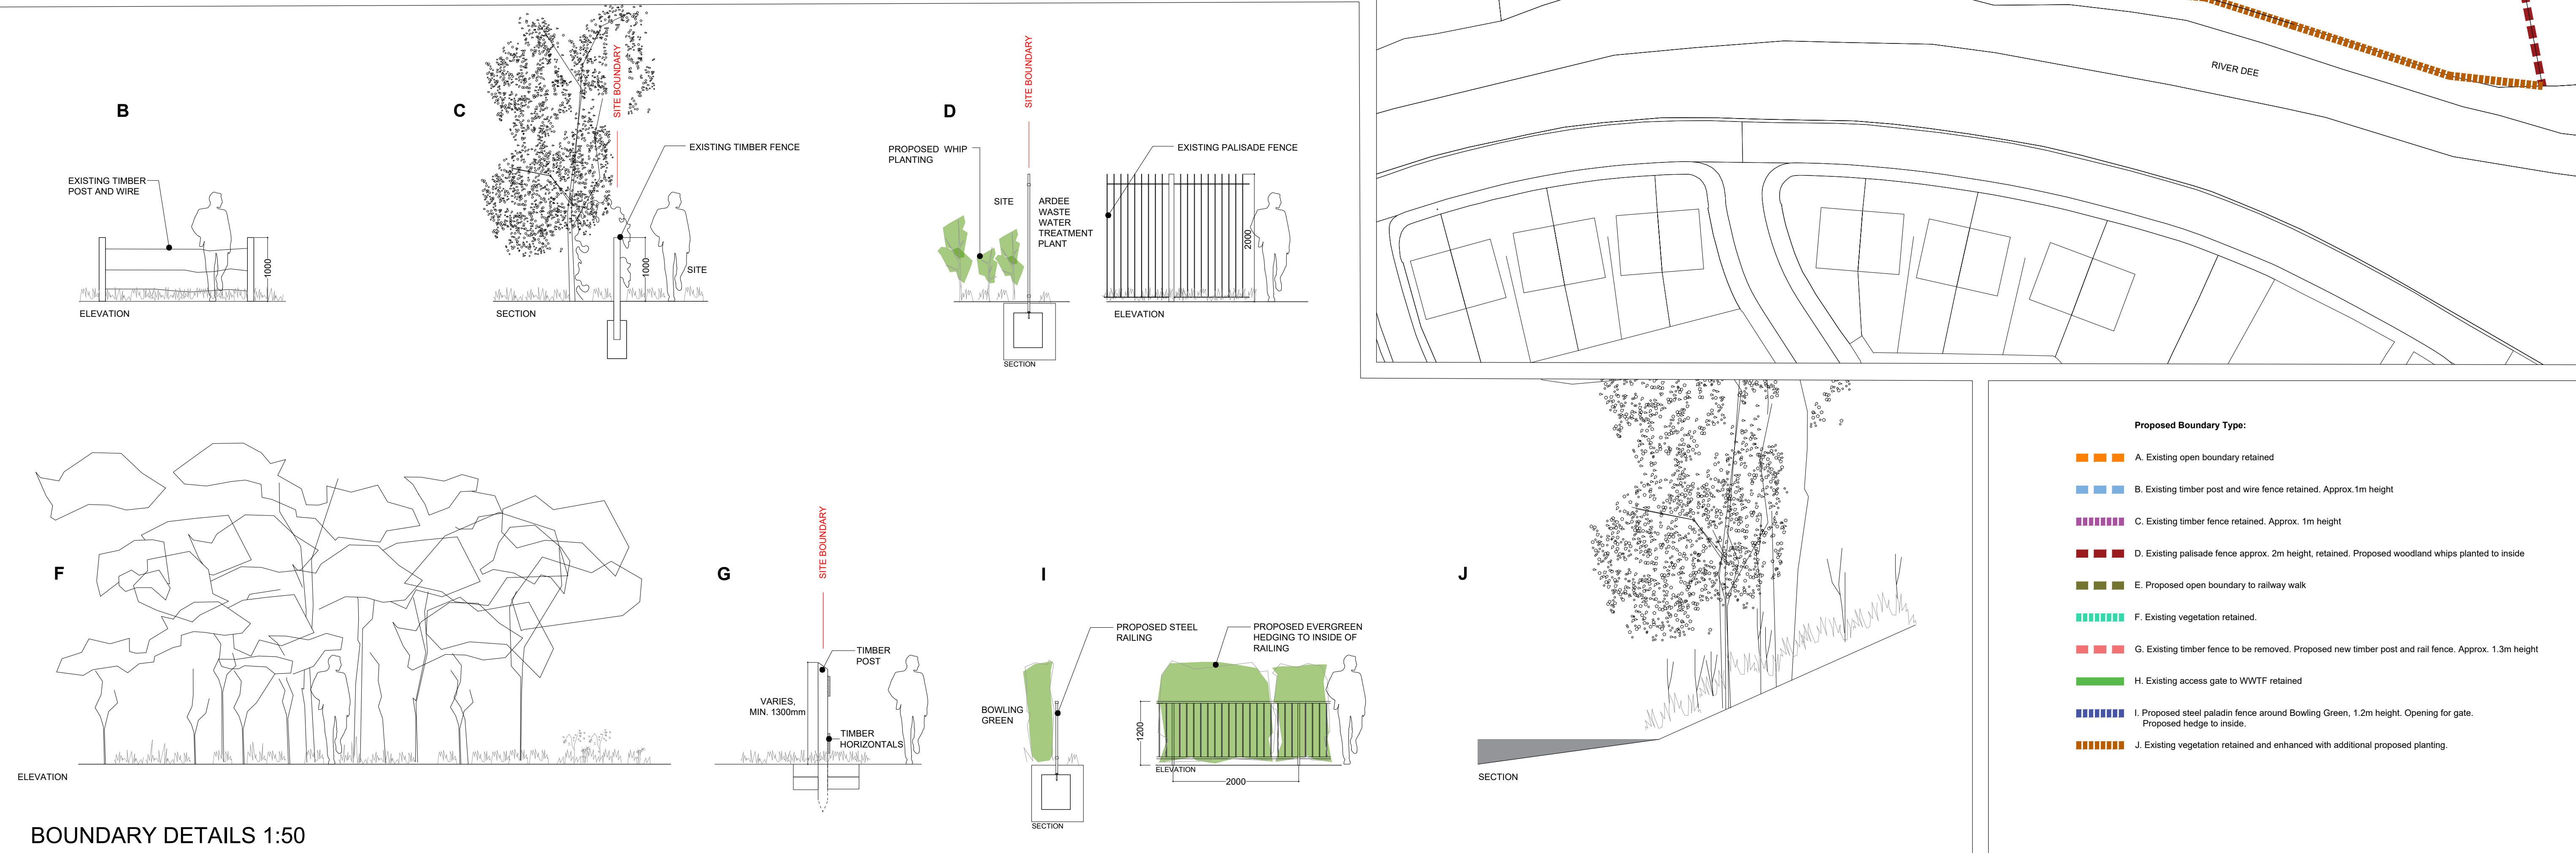 RIVER DEE
B
EXISTING TIMBER
POST AND WIRE
1000
ELEVATION
C
SITE BOUNDARY
EXISTING TIMBER FENCE
1000
SITE
SECTION
D
SITE BOUNDARY
PROPOSED WHIP
PLANTING
SITE
ARDEE
WASTE
WATER
TREATMENT
PLANT
SECTION
EXISTING PALISADE FENCE
2000
ELEVATION
F
ELEVATION
G
SITE BOUNDARY
TIMBER
POST
VARIES,
MIN. 1300mm
TIMBER
HORIZONTALS
I
PROPOSED STEEL
RAILING
BOWLING
GREEN
SECTION
PROPOSED EVERGREEN
HEDGING TO INSIDE OF
RAILING
1200
ELEVATION
2000
J
SECTION
BOUNDARY DETAILS 1:50
Proposed Boundary Type:
A. Existing open boundary retained
B. Existing timber post and wire fence retained. Approx.1m height
C. Existing timber fence retained. Approx. 1m height
D. Existing palisade fence approx. 2m height, retained. Proposed woodland whips planted to inside
E. Proposed open boundary to railway walk
F. Existing vegetation retained.
G. Existing timber fence to be removed. Proposed new timber post and rail fence. Approx. 1.3m height
H. Existing access gate to WWTF retained
I. Proposed steel paladin fence around Bowling Green, 1.2m height. Opening for gate.
Proposed hedge to inside.
J. Existing vegetation retained and enhanced with additional proposed planting.